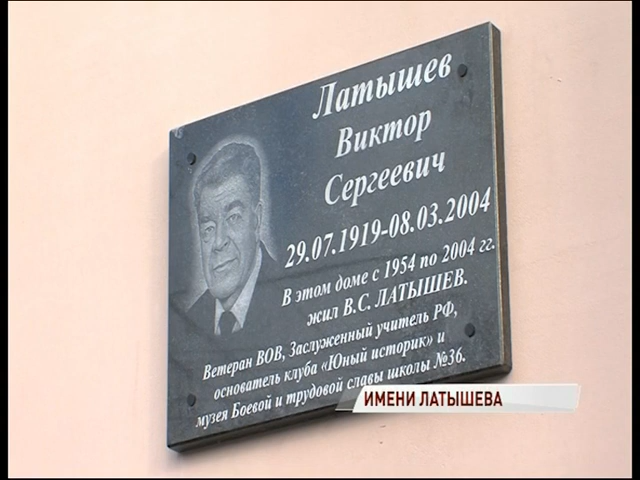 Латышев
Виктор
Сергеевич
29.07.1919-08.03.2004
В этом доме с 1954 по 2004 гг.
жил В.С. ЛАТЫШЕВ.
Ветеран ВОВ, Заслуженный учитель РФ,
основатель клуба «Юный историк» и
музея Боевой и трудовой славы школы №36.
ИМЕНИ ЛАТЫШЕВА